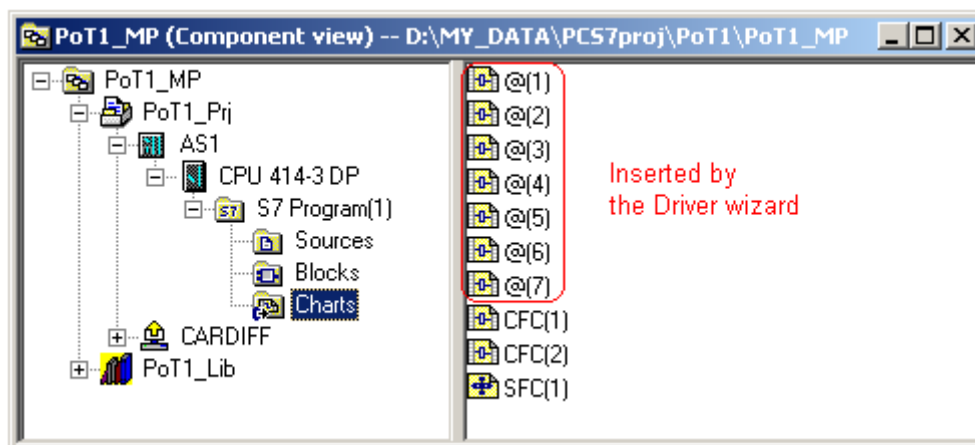 PoT1_MP (Component view) -- D:\MY_DATA\PCS7proj\PoT1\PoT1_MP
PoT1_MP
PoT1_Prj
AS1
CPU 414-3 DP
S7 Program(1)
Sources
Blocks
Charts
CARDIFF
PoT1_Lib
@(1)
@(2)
@(3)
@(4)
@(5)
@(6)
@(7)
CFC(1)
CFC(2)
SFC(1)
Inserted by
the Driver wizard